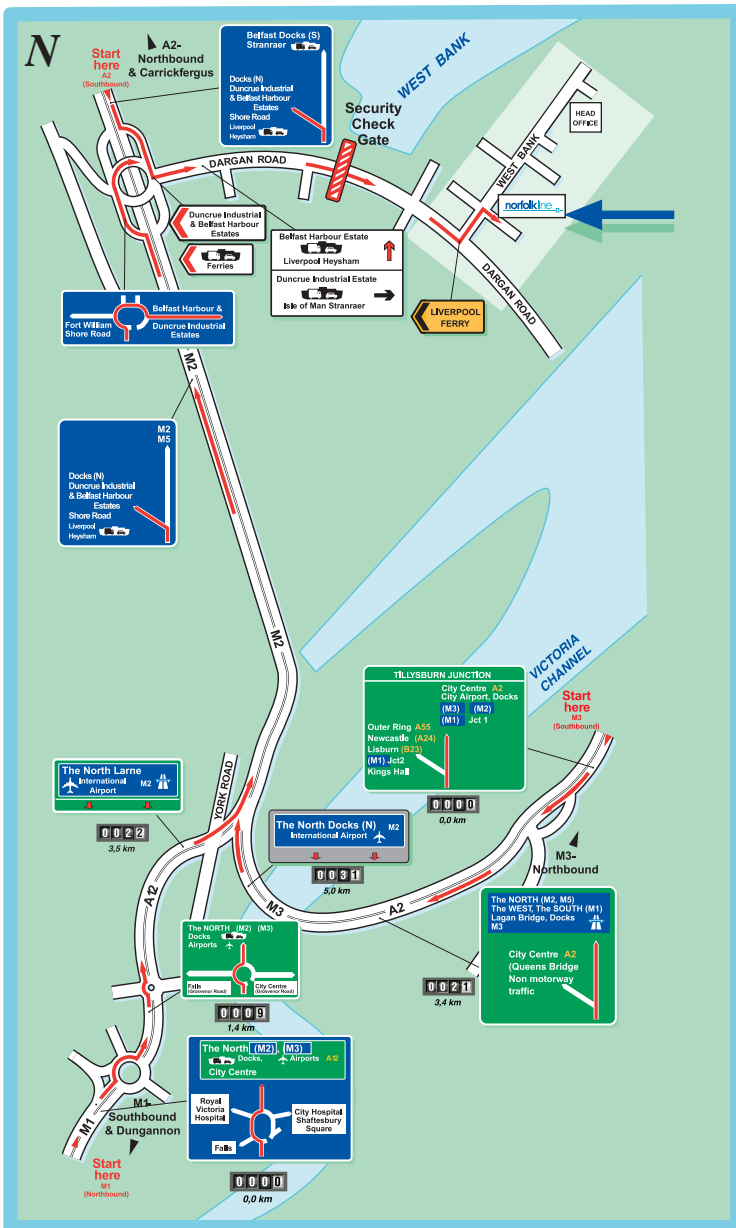 N
Start
here
A2
(Southbound)
A2-
Northbound
& Carrickfergus
Belfast Docks (S)
Stranraer
Docks (N)
Duncrue Industrial
& Belfast Harbour
Estates
Shore Road
Liverpool
Heysham
WEST BANK
Security
Check
Gate
HEAD
OFFICE
DARGAN ROAD
WEST BANK
norfolkline
Duncrue Industrial
& Belfast Harbour
Estates
Ferries
Belfast Harbour Estate
Liverpool Heysham
Duncrue Industrial Estate
Isle of Man Stranraer
DARGAN ROAD
LIVERPOOL
FERRY
Belfast Harbour &
Fort William
Shore Road
Duncrue Industrial
Estates
M2
M2
M5
Docks (N)
Duncrue Industrial
& Belfast Harbour
Estates
Shore Road
Liverpool
Heysham
M2
VICTORIA
CHANNEL
TILLYSBURN JUNCTION
City Centre A2
City Airport, Docks
(M3) (M2)
(M1) Jct 1
Outer Ring A55
Newcastle (A24)
Lisburn (B23)
(M1) Jct2
Kings Hall
Start
here
M3
(Southbound)
0000
0,0 km
The North Larne
International
Airport
M2
0022
3,5 km
YORK ROAD
The North Docks (N)
International Airport
M2
0031
5,0 km
M3-
Northbound
A12
M3
A2
The NORTH (M2, M5)
The WEST, The SOUTH (M1)
Lagan Bridge, Docks
M3
City Centre A2
(Queens Bridge
Non motorway
traffic
0021
3,4 km
The NORTH (M2) (M3)
Docks
Airports
Falls
(Grosvenor Road)
City Centre
(Grosvenor Road)
0009
1,4 km
The North (M2), (M3)
Docks, Airports A12
City Centre
Royal
Victoria
Hospital
City Hospital
Shaftesbury
Square
Falls
0000
0,0 km
M1
M1-
Southbound
& Dungannon
Start
here
M1
(Northbound)